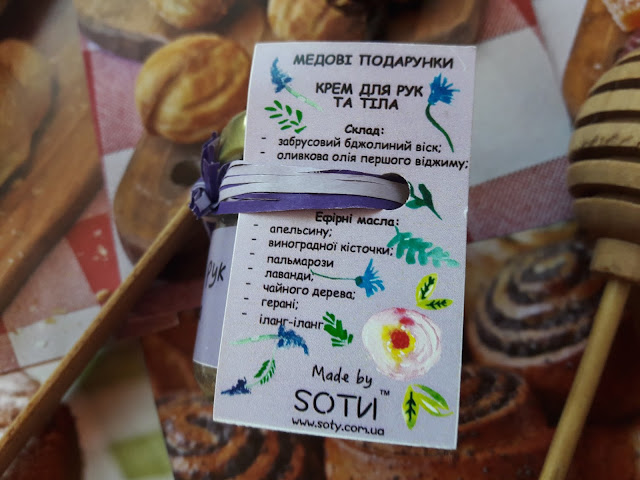 МЕДОВІ ПОДАРУНКИ
КРЕМ ДЛЯ РУК
ТА ТІЛА
Склад:
- забрусовий бджолиний віск;
- оливкова олія першого віджиму;
Ефірні масла:
- апельсину;
- виноградної кісточки;
- пальмарози
- лаванди;
- чайного дерева;
- герані;
- іланг-іланг
Made by
SOTИ™
www.soty.com.ua
рук